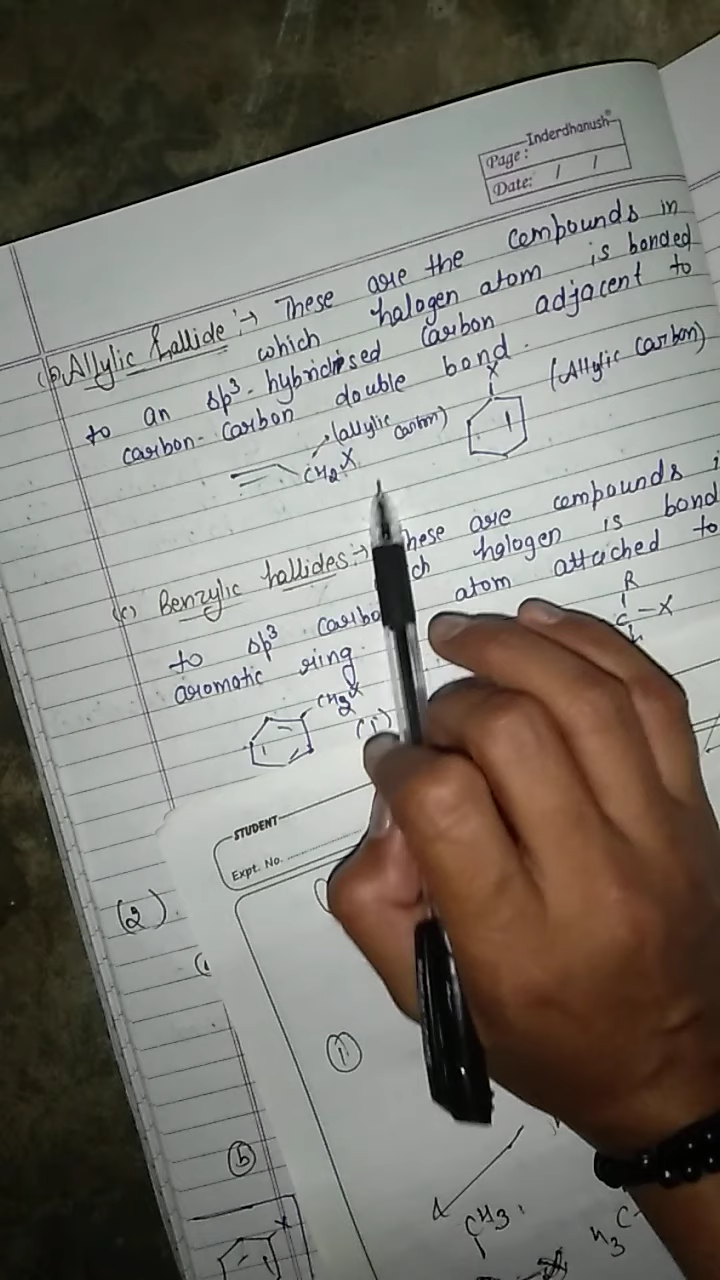 Inderdhanush
Page:
Date: / /
(b) Allylic hallide :→ These are the compounds in
which halogen atom is bonded
to an sp³-hybridised carbon adjacent to
carbon-carbon double bond.
X
(allylic carbon)
(Allylic carbon)
CH₂X
(c) Benzylic hallides :→ these are compounds
halogen is bond
to sp³ atom attached to
aromatic ring
R
C-X
CH₂X
(i)
STUDENT
Expt. No.
(2)
(1)
(b)
X
CH₃
H₃C